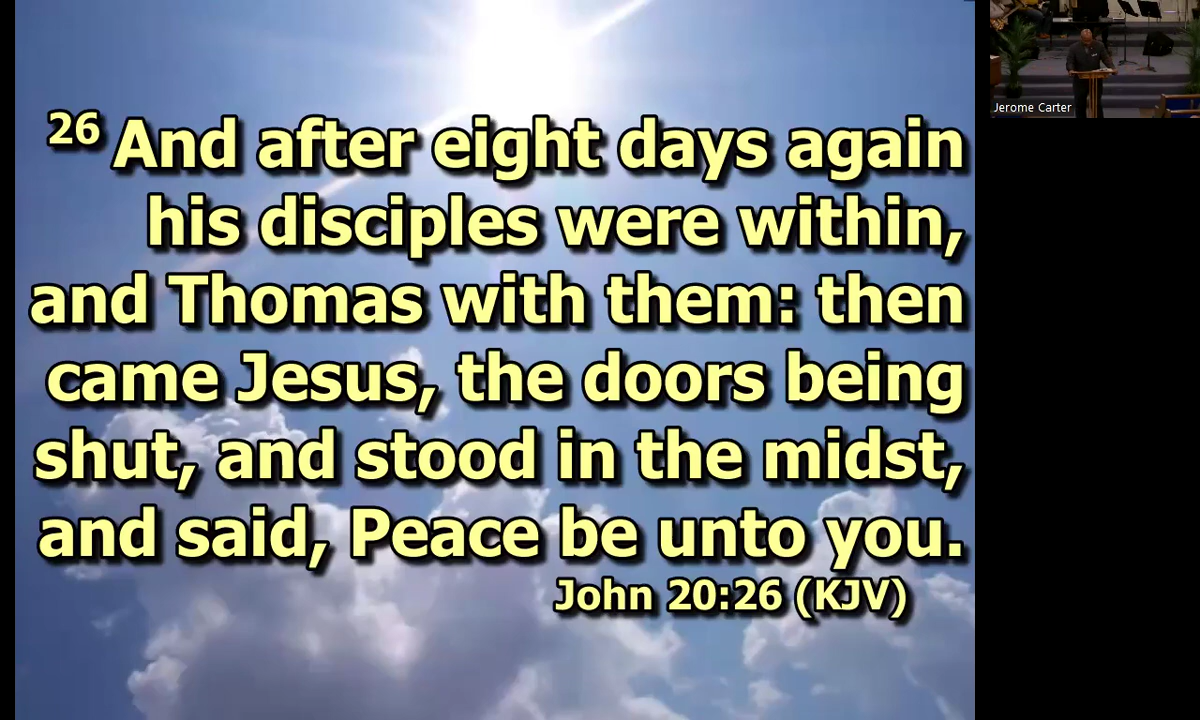 26 And after eight days again
his disciples were within,
and Thomas with them: then
came Jesus, the doors being
shut, and stood in the midst,
and said, Peace be unto you.
John 20:26 (KJV)
Jerome Carter